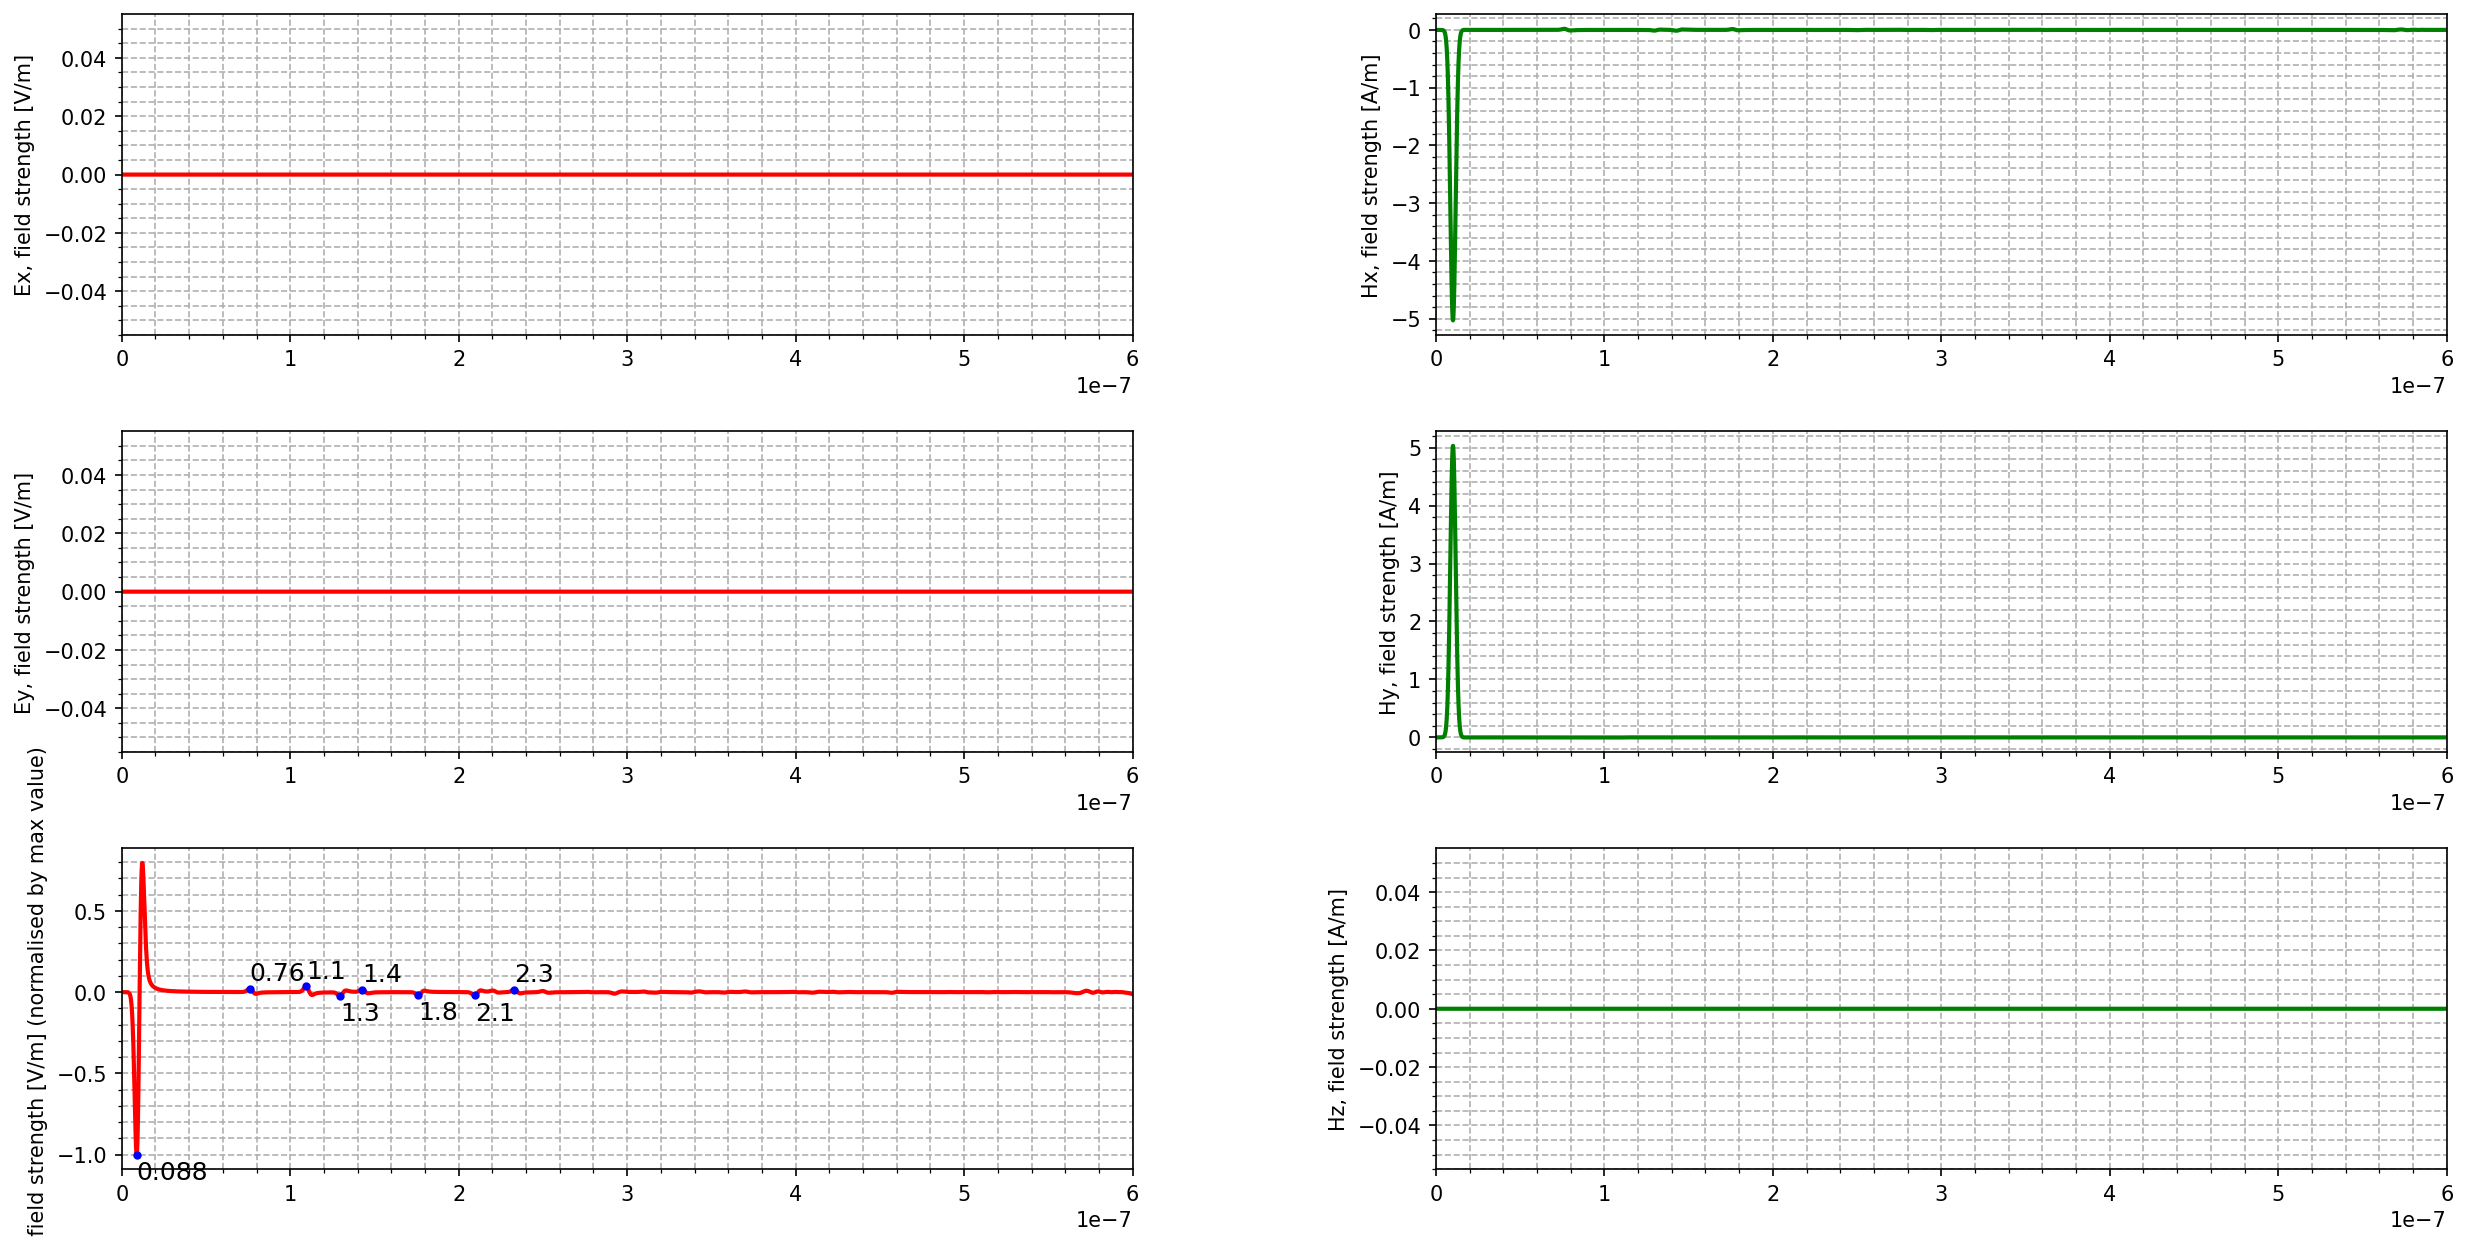 Ex, field strength [V/m]
0.04
0.02
0.00
−0.02
−0.04
0 1 2 3 4 5 6
1e−7
Hx, field strength [A/m]
0
−1
−2
−3
−4
−5
0 1 2 3 4 5 6
1e−7
Ey, field strength [V/m]
0.04
0.02
0.00
−0.02
−0.04
0 1 2 3 4 5 6
1e−7
Hy, field strength [A/m]
5
4
3
2
1
0
0 1 2 3 4 5 6
1e−7
field strength [V/m] (normalised by max value)
0.5
0.0
−0.5
−1.0
0.76 1.1 1.4 2.3
1.3 1.8 2.1
0.088
0 1 2 3 4 5 6
1e−7
Hz, field strength [A/m]
0.04
0.02
0.00
−0.02
−0.04
0 1 2 3 4 5 6
1e−7